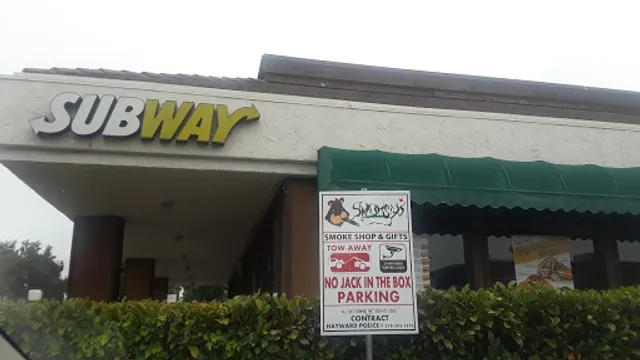 SUBWAY
SMOKEY'S
SMOKE SHOP & GIFTS
TOW-AWAY
NO JACK IN THE BOX
PARKING
CONTRACT
HAYWARD POLICE